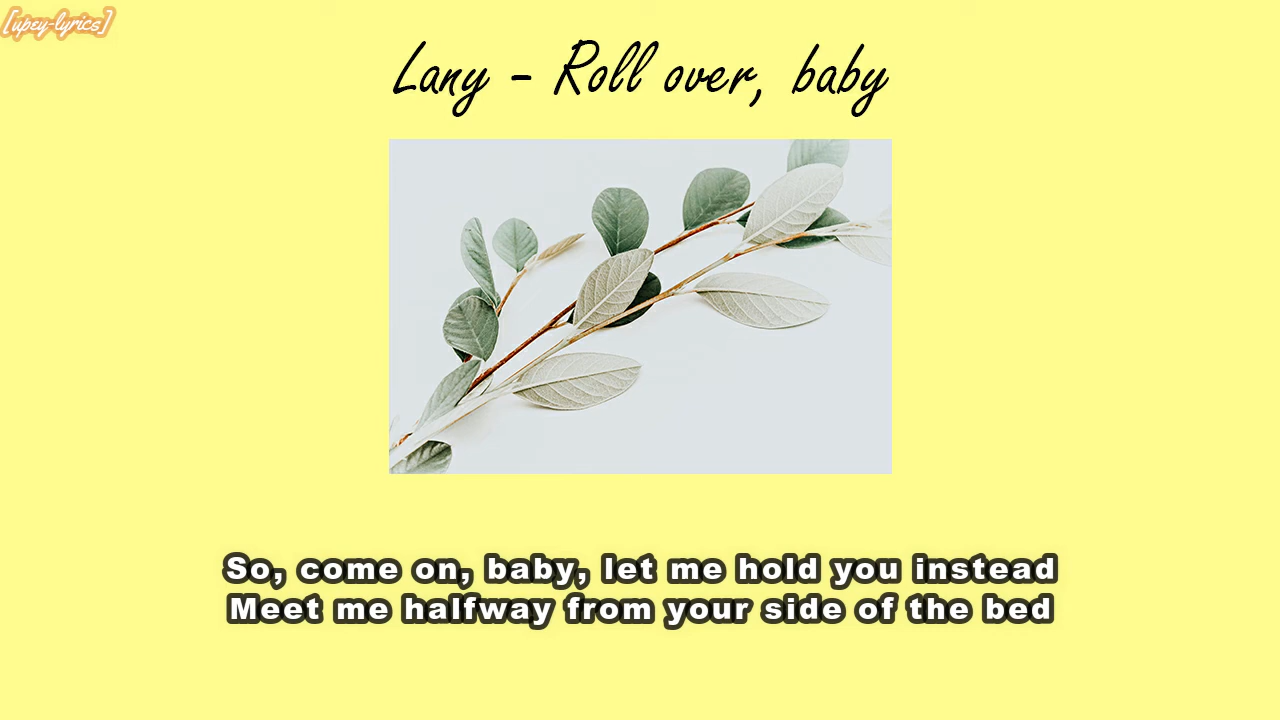 [upey-lyrics]
Lany - Roll over, baby
So, come on, baby, let me hold you instead
Meet me halfway from your side of the bed